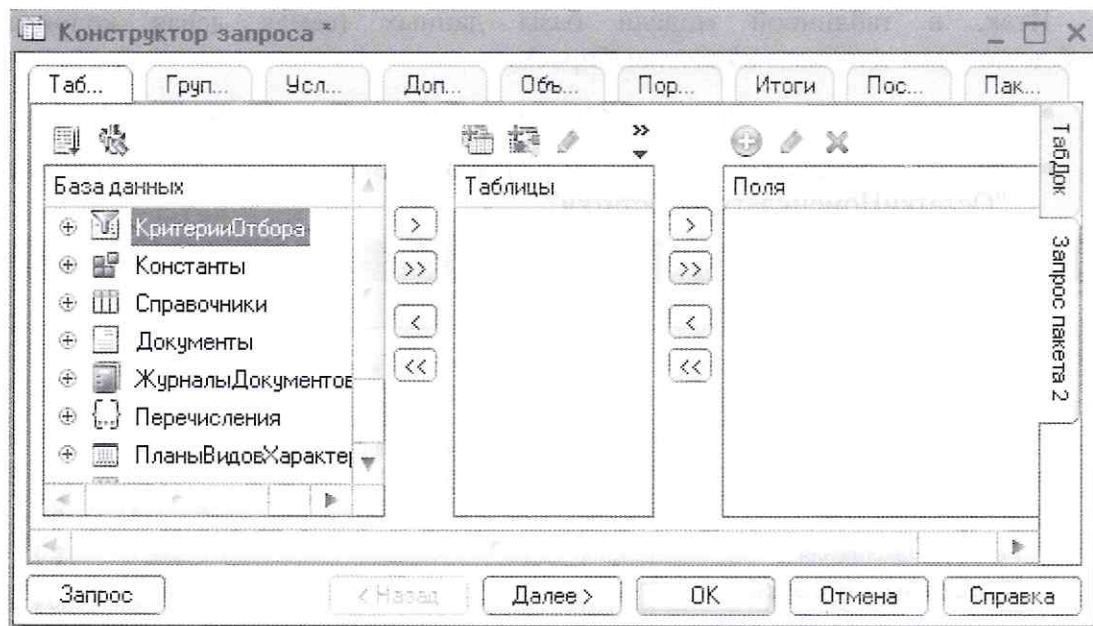 Конструктор запроса *
Таб... Груп... Усл... Доп... Объ... Пор... Итоги Пос... Пак...
База данных
КритерииОтбора
Константы
Справочники
Документы
ЖурналыДокументов
Перечисления
ПланыВидовХарактер
Таблицы
Поля
ТабДок
Запрос пакета 2
Запрос < Назад Далее > ОК Отмена Справка